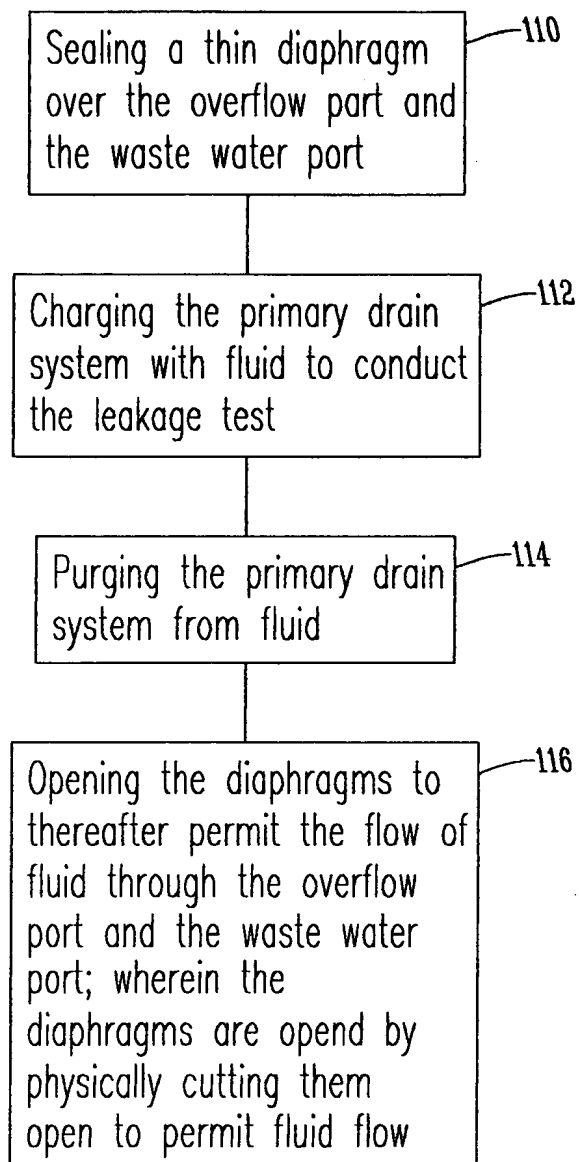 Sealing a thin diaphragm
over the overflow part and
the waste water port
110
Charging the primary drain
system with fluid to conduct
the leakage test
112
Purging the primary drain
system from fluid
114
Opening the diaphragms to
thereafter permit the flow of
fluid through the overflow
port and the waste water
port; wherein the
diaphragms are opend by
physically cutting them
open to permit fluid flow
116